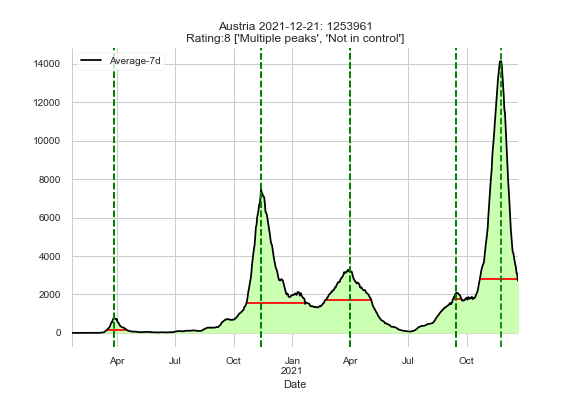 Austria 2021-12-21: 1253961
Rating:8 ['Multiple peaks', 'Not in control']
Average-7d
14000
12000
10000
8000
6000
4000
2000
0
Apr Jul Oct Jan Apr Jul Oct
2021
Date